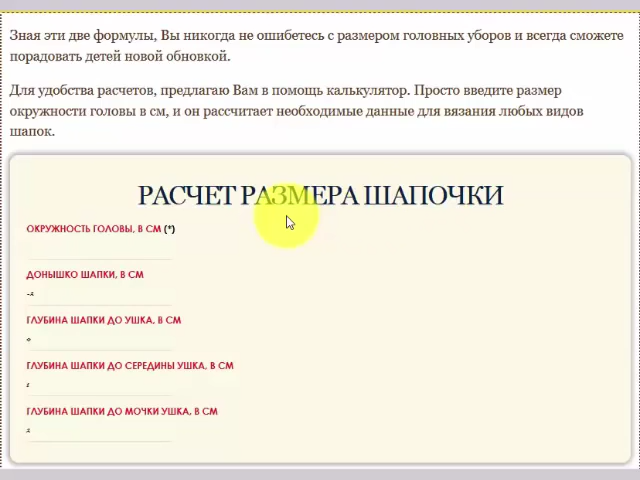 Зная эти две формулы, Вы никогда не ошибетесь с размером головных уборов и всегда сможете
порадовать детей новой обновкой.
Для удобства расчетов, предлагаю Вам в помощь калькулятор. Просто введите размер
окружности головы в см, и он рассчитает необходимые данные для вязания любых видов
шапок.
РАСЧЕТ РАЗМЕРА ШАПОЧКИ
ОКРУЖНОСТЬ ГОЛОВЫ, В СМ (*)
ДОНЫШКО ШАПКИ, В СМ
ГЛУБИНА ШАПКИ ДО УШКА, В СМ
ГЛУБИНА ШАПКИ ДО СЕРЕДИНЫ УШКА, В СМ
ГЛУБИНА ШАПКИ ДО МОЧКИ УШКА, В СМ